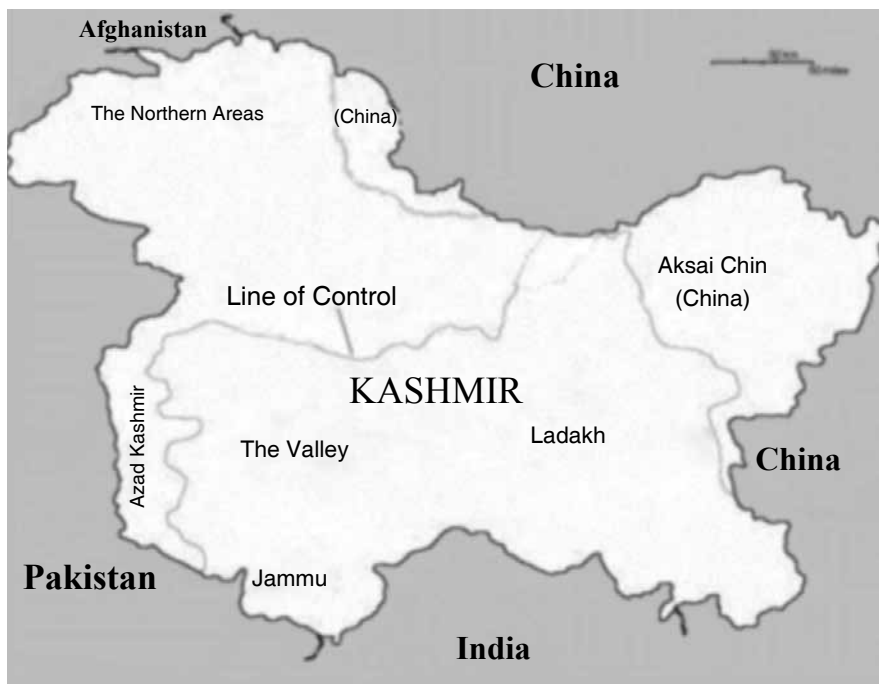 Afghanistan
China
The Northern Areas
(China)
Aksai Chin
(China)
Line of Control
KASHMIR
Azad Kashmir
The Valley
Ladakh
China
Pakistan
Jammu
India